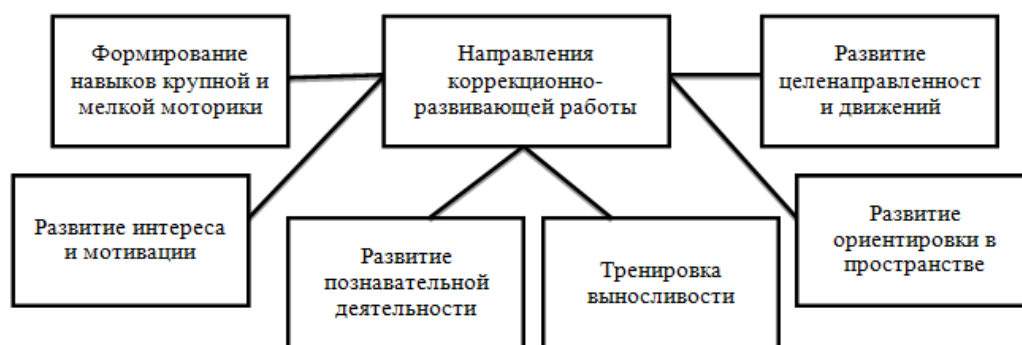 Формирование
навыков крупной и
мелкой моторики
Направления
коррекционно-
развивающей работы
Развитие
целенаправленност
и движений
Развитие интереса
и мотивации
Развитие
познавательной
деятельности
Тренировка
выносливости
Развитие
ориентировки в
пространстве